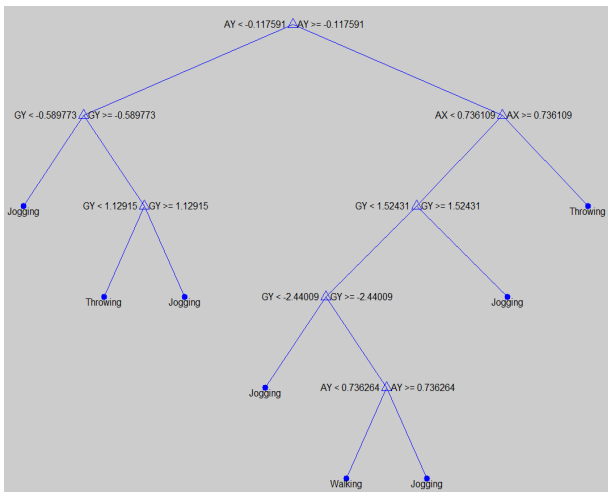 AY < -0.117591 AY >= -0.117591
GY < -0.589773 GY >= -0.589773
AX < 0.736109 AX >= 0.736109
Jogging
GY < 1.12915 GY >= 1.12915
GY < 1.52431 GY >= 1.52431
Throwing
Throwing
Jogging
GY < -2.44009 GY >= -2.44009
Jogging
Jogging
AY < 0.736264 AY >= 0.736264
Walking
Jogging